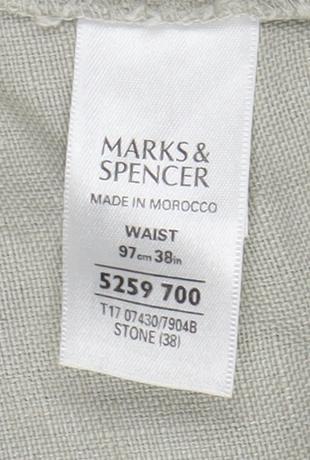 MARKS &
SPENCER
MADE IN MOROCCO
WAIST
97cm 38in
5259 700
T17 07430/7904B
STONE (38)